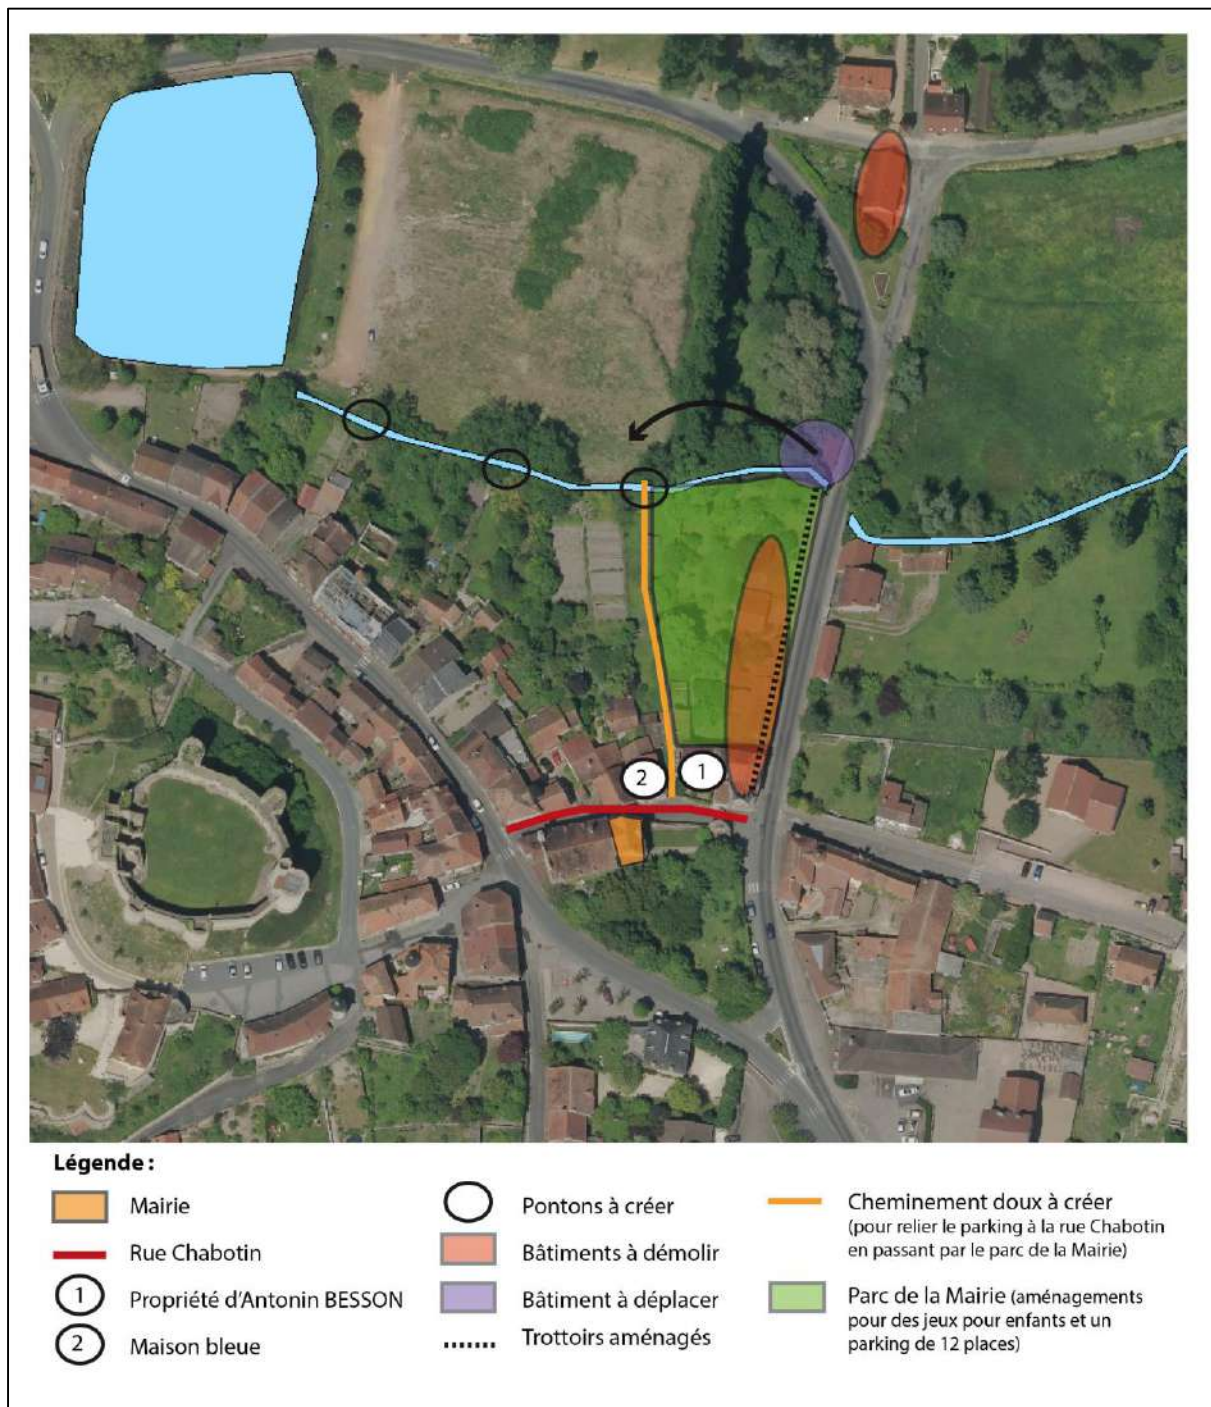 2
1
Légende :
Mairie
Rue Chabotin
1
Propriété d'Antonin BESSON
2
Maison bleue
Pontons à créer
Bâtiments à démolir
Bâtiment à déplacer
Trottoirs aménagés
Cheminement doux à créer
(pour relier le parking à la rue Chabotin
en passant par le parc de la Mairie)
Parc de la Mairie (aménagements
pour des jeux pour enfants et un
parking de 12 places)